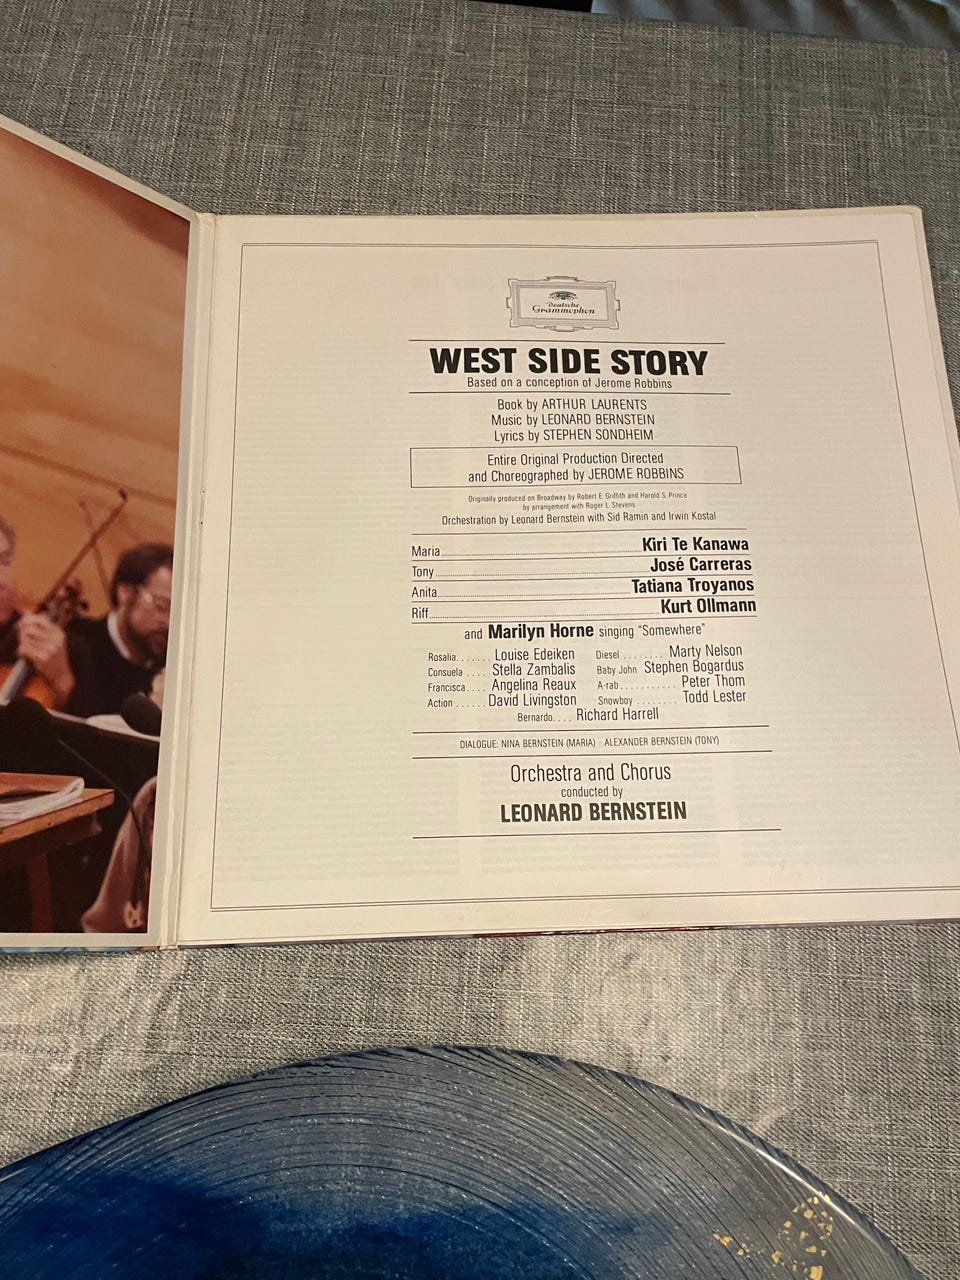 deutsche
Grammophon
WEST SIDE STORY
Based on a conception of Jerome Robbins
Book by ARTHUR LAURENTS
Music by LEONARD BERNSTEIN
Lyrics by STEPHEN SONDHEIM
Entire Original Production Directed
and Choreographed by JEROME ROBBINS
Originally produced on Broadway by Robert E. Griffith and Harold S. Prince
by arrangement with Roger L. Stevens
Orchestration by Leonard Bernstein with Sid Ramin and Irwin Kostal
Maria Kiri Te Kanawa
Tony José Carreras
Anita Tatiana Troyanos
Riff Kurt Ollmann
and Marilyn Horne singing "Somewhere"
Rosalia....... Louise Edeiken Diesel ........ Marty Nelson
Consuela .... Stella Zambalis Baby John Stephen Bogardus
Francisca.... Angelina Reaux A-rab........... Peter Thom
Action ...... David Livingston Snowboy ........ Todd Lester
Bernardo.... Richard Harrell
DIALOGUE: NINA BERNSTEIN (MARIA) · ALEXANDER BERNSTEIN (TONY)
Orchestra and Chorus
conducted by
LEONARD BERNSTEIN